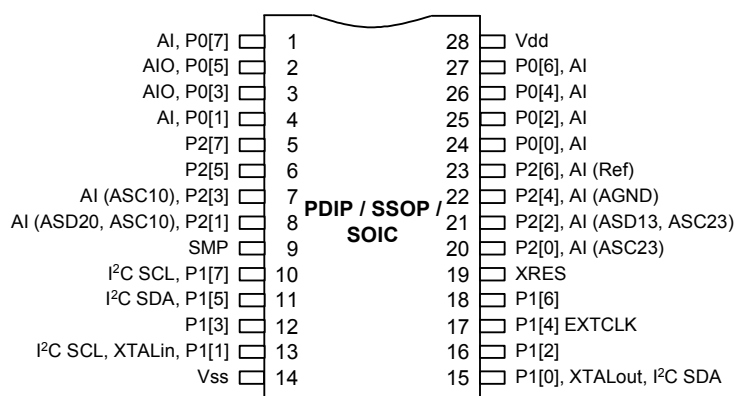 AI, P0[7] 1 28 Vdd
AIO, P0[5] 2 27 P0[6], AI
AIO, P0[3] 3 26 P0[4], AI
AI, P0[1] 4 25 P0[2], AI
P2[7] 5 24 P0[0], AI
P2[5] 6 23 P2[6], AI (Ref)
AI (ASC10), P2[3] 7 22 P2[4], AI (AGND)
PDIP / SSOP /
AI (ASD20, ASC10), P2[1] 8 21 P2[2], AI (ASD13, ASC23)
SOIC
SMP 9 20 P2[0], AI (ASC23)
I²C SCL, P1[7] 10 19 XRES
I²C SDA, P1[5] 11 18 P1[6]
P1[3] 12 17 P1[4] EXTCLK
I²C SCL, XTALin, P1[1] 13 16 P1[2]
Vss 14 15 P1[0], XTALout, I²C SDA